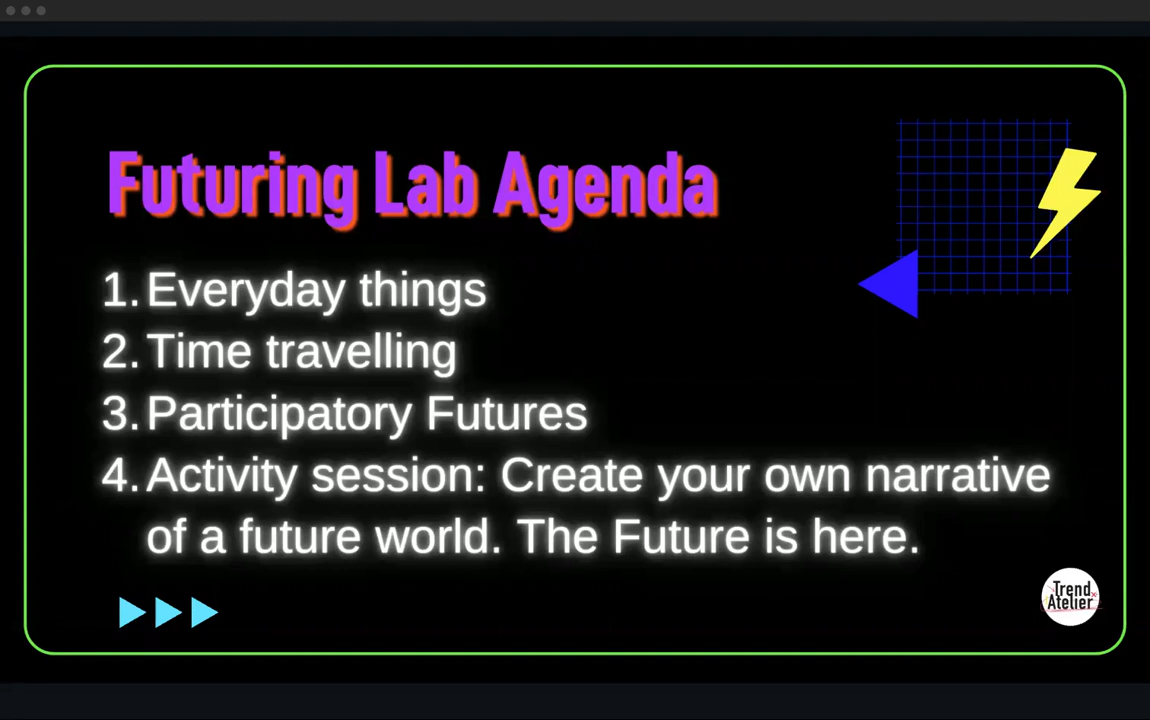 Futuring Lab Agenda
1. Everyday things
2. Time travelling
3. Participatory Futures
4. Activity session: Create your own narrative
of a future world. The Future is here.
Trend
Atelier